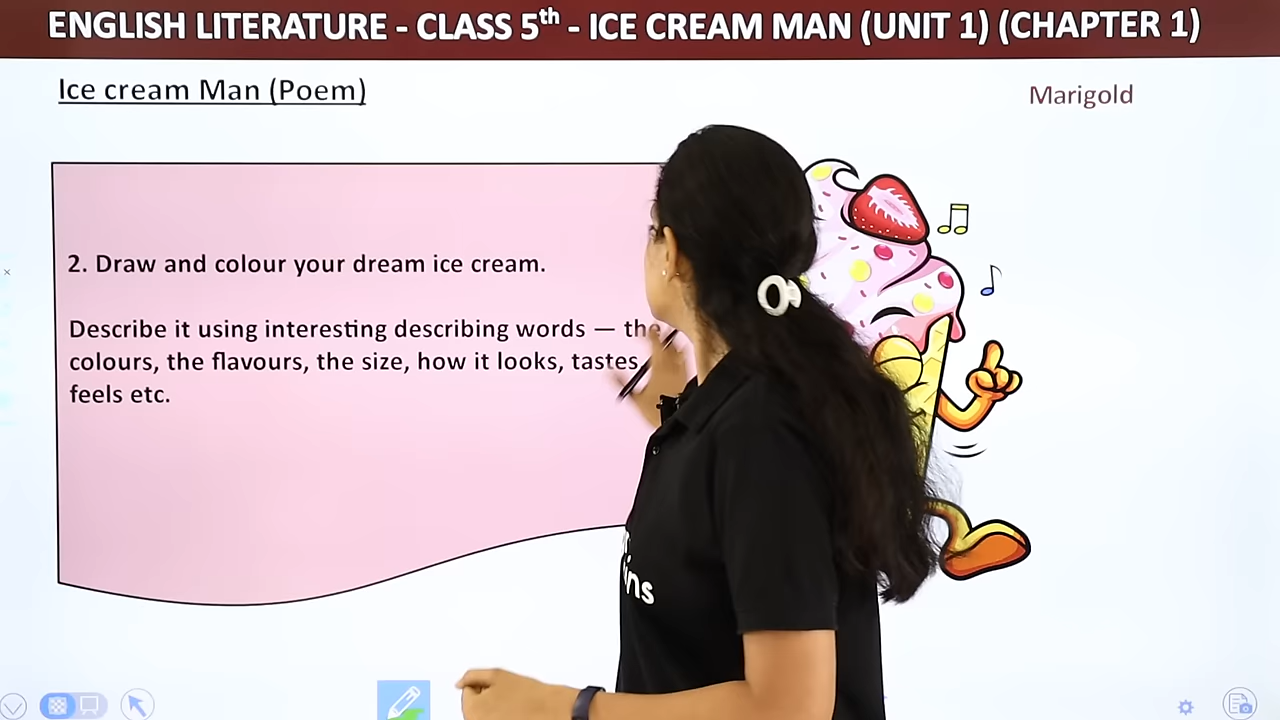 ENGLISH LITERATURE - CLASS 5th - ICE CREAM MAN (UNIT 1) (CHAPTER 1)
Ice cream Man (Poem)
Marigold
2. Draw and colour your dream ice cream.
Describe it using interesting describing words — the
colours, the flavours, the size, how it looks, tastes,
feels etc.